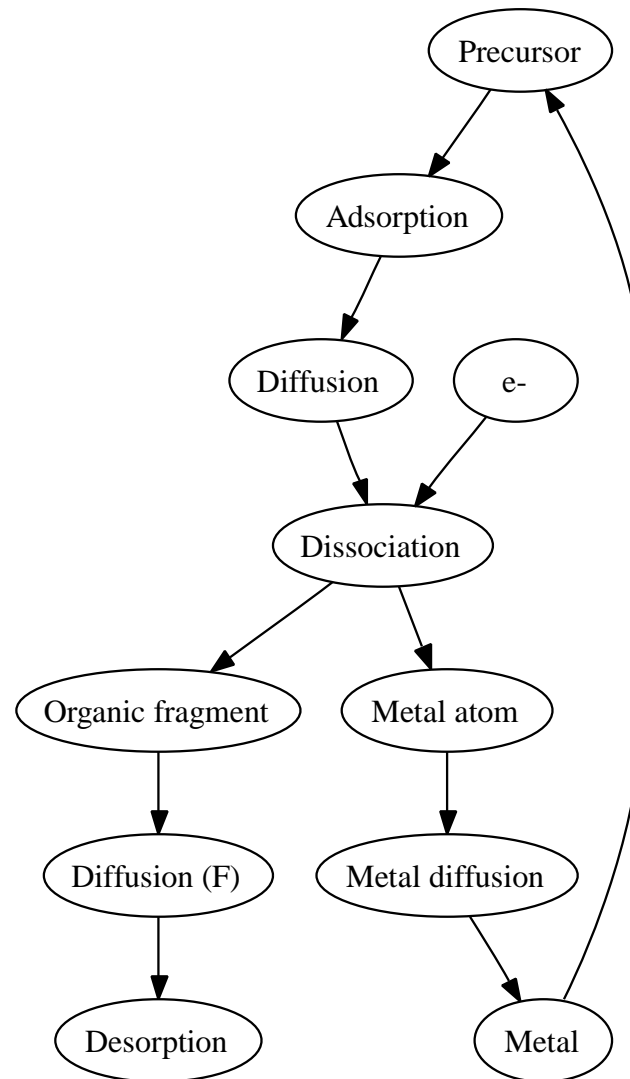 Precursor
Adsorption
Diffusion
e-
Dissociation
Organic fragment
Metal atom
Diffusion (F)
Metal diffusion
Desorption
Metal